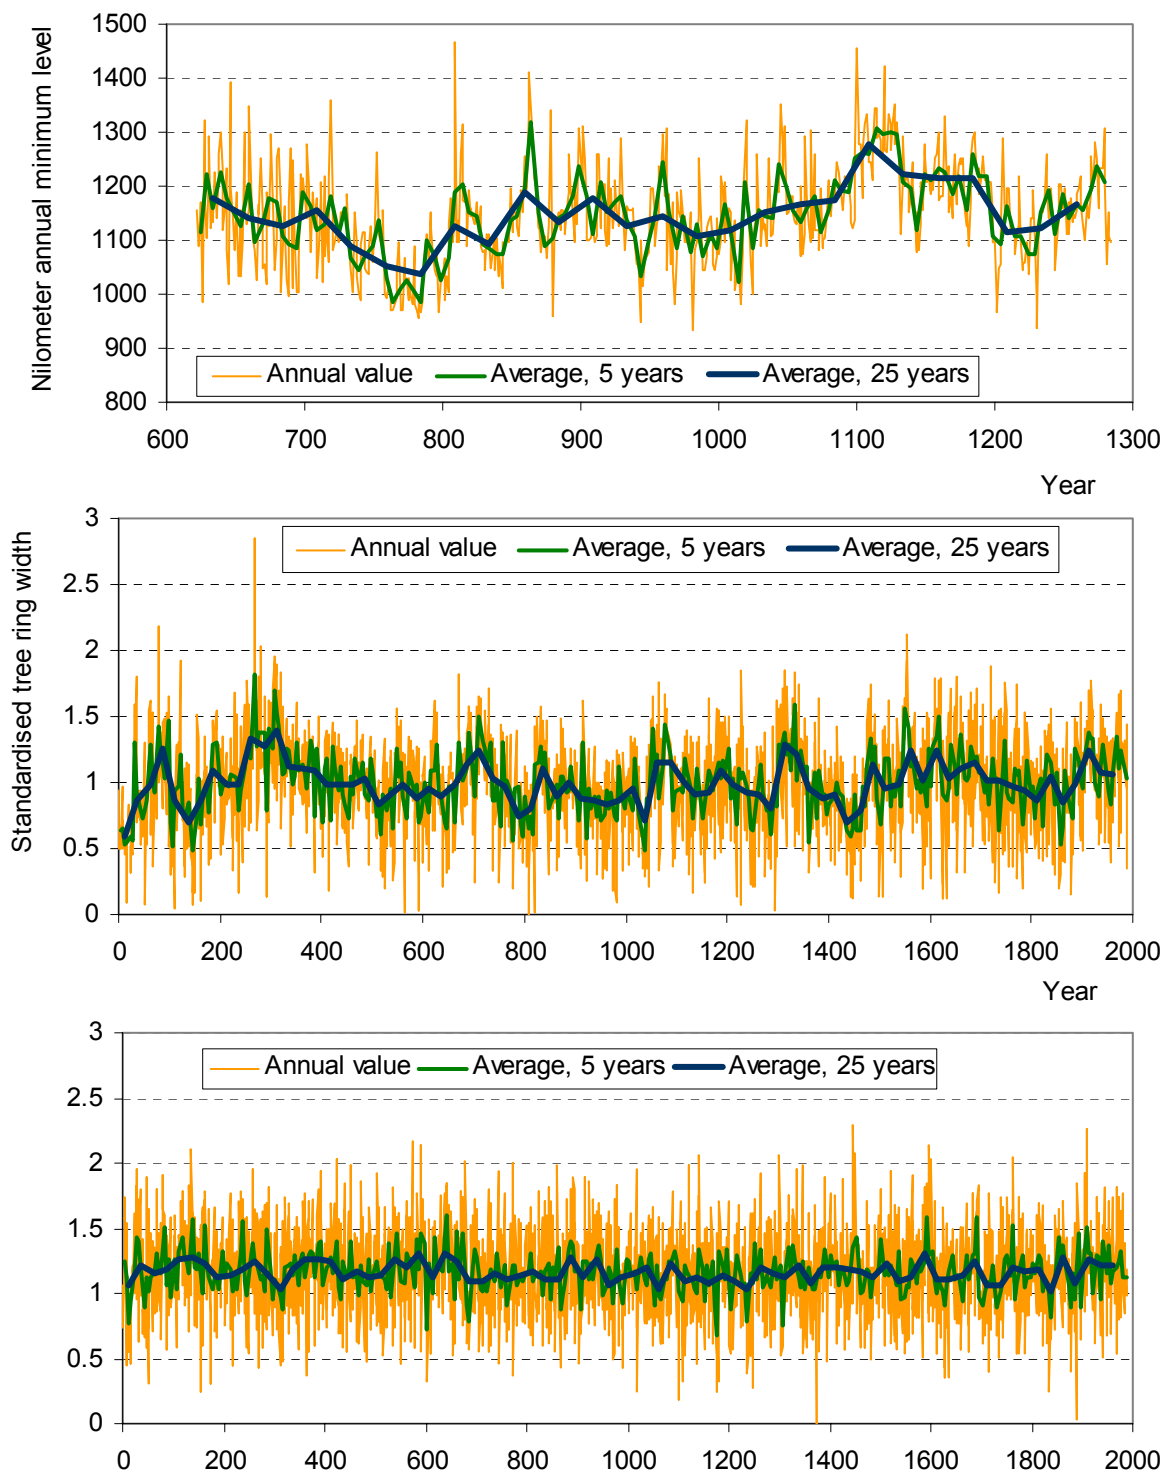 Nilometer annual minimum level
1500
1400
1300
1200
1100
1000
900
800
Annual value Average, 5 years Average, 25 years
600 700 800 900 1000 1100 1200 1300
Year
Standardised tree ring width
3
2.5
2
1.5
1
0.5
0
Annual value Average, 5 years Average, 25 years
0 200 400 600 800 1000 1200 1400 1600 1800 2000
Year
3
2.5
2
1.5
1
0.5
0
Annual value Average, 5 years Average, 25 years
0 200 400 600 800 1000 1200 1400 1600 1800 2000